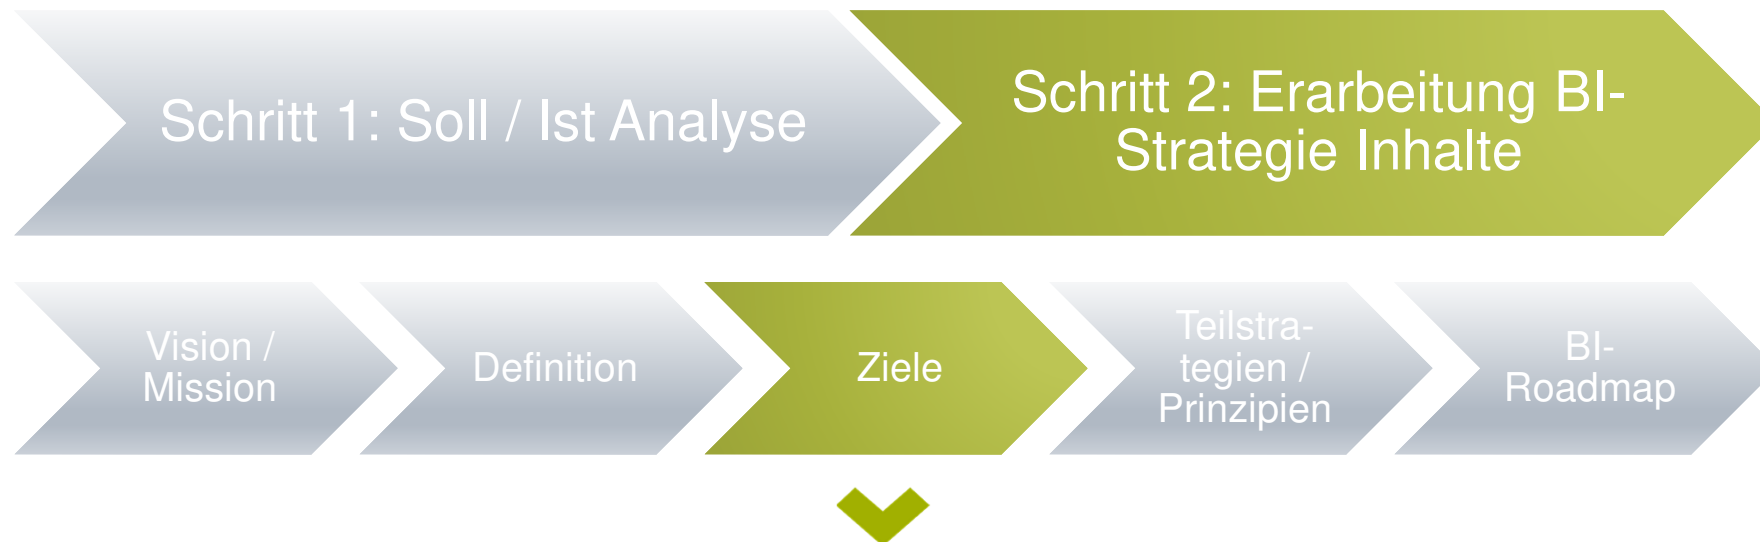 Schritt 1: Soll / Ist Analyse
Schritt 2: Erarbeitung BI-
Strategie Inhalte
Vision /
Mission
Definition
Ziele
Teilstra-
tegien /
Prinzipien
BI-
Roadmap